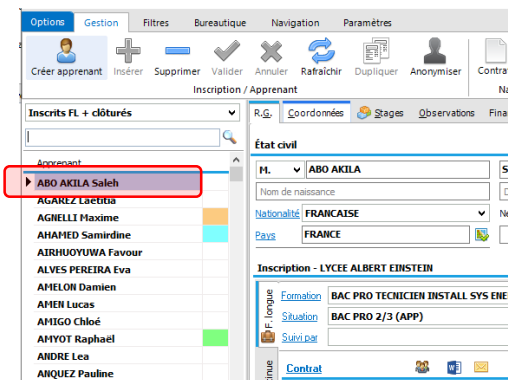 Options Gestion Filtres Bureautique Navigation Paramètres
Créer apprenant Insérer Supprimer Valider Annuler Rafraîchir Dupliquer Anonymiser
Inscription / Apprenant
Inscrits FL + clôturés
R.G. Coordonnées Stages Observations
État civil
Apprenant
M. ABO AKILA
ABO AKILA Saleh
Nom de naissance
AGAREZ Laetitia
AGNELLI Maxime
Nationalité FRANCAISE
AHAMED Samirdine
Pays FRANCE
AIRHUOYUWA Favour
ALVES PEREIRA Eva
Inscription - LYCEE ALBERT EINSTEIN
AMELON Damien
AMEN Lucas
F. longue
Formation BAC PRO TECHNICIEN INSTALL SYS ENE
AMIGO Chloé
Situation BAC PRO 2/3 (APP)
AMYOT Raphaël
Suivi par
ANDRE Lea
ANQUEZ Pauline
Contrat